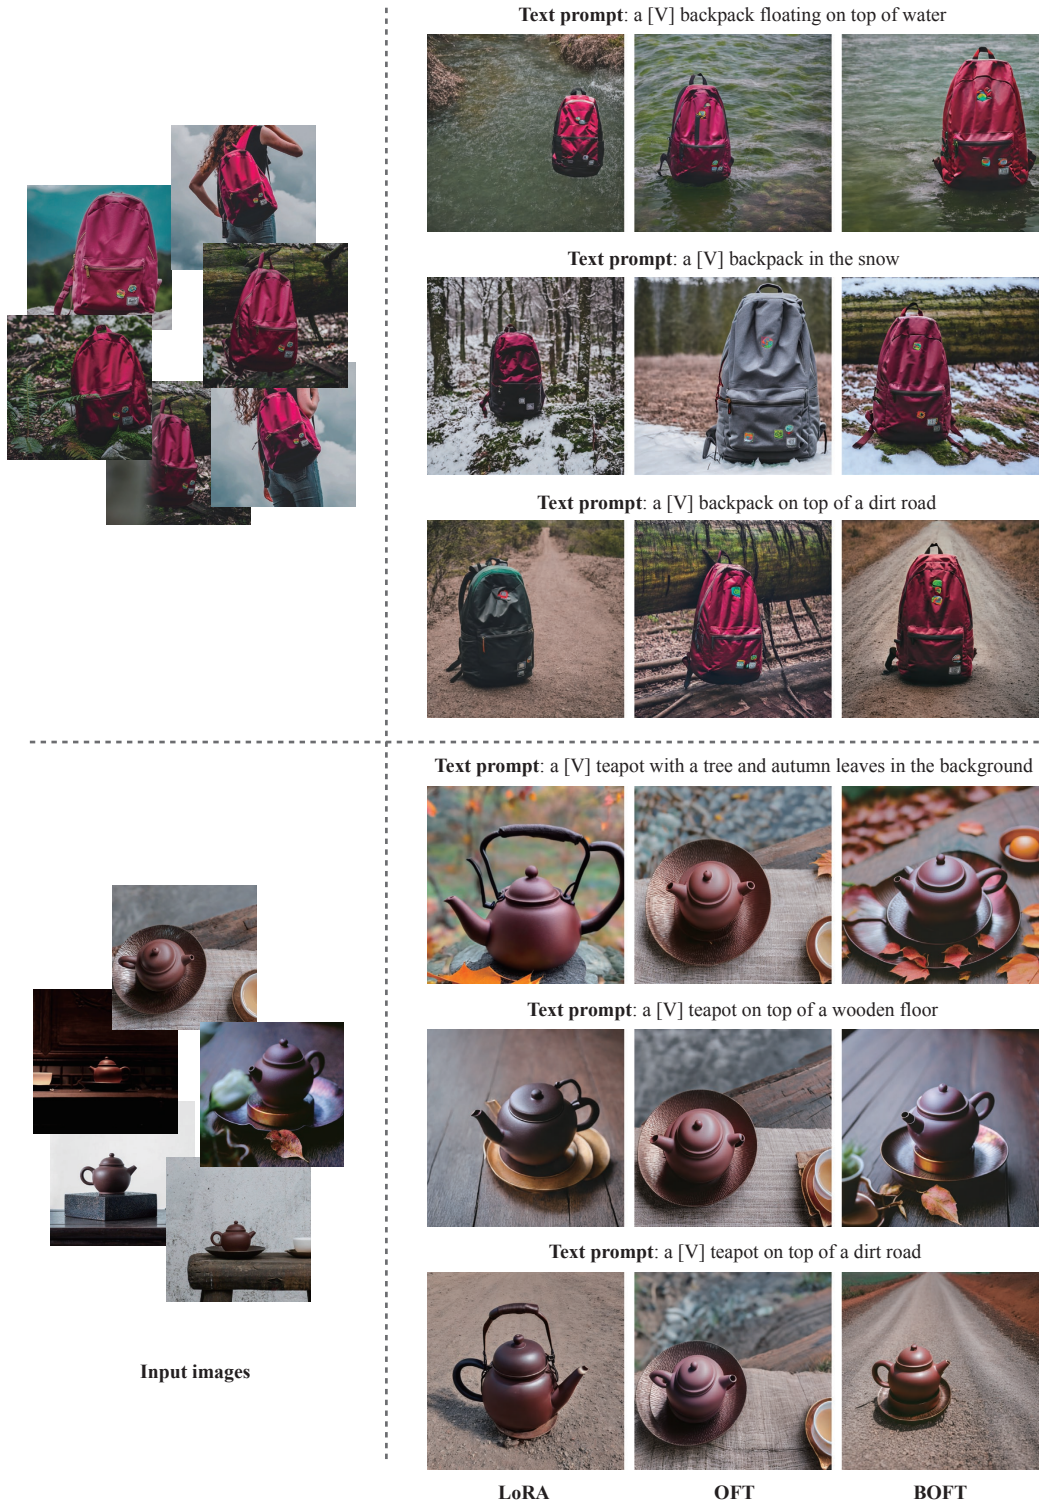 Text prompt: a [V] backpack floating on top of water
Text prompt: a [V] backpack in the snow
Text prompt: a [V] backpack on top of a dirt road
Text prompt: a [V] teapot with a tree and autumn leaves in the background
Text prompt: a [V] teapot on top of a wooden floor
Text prompt: a [V] teapot on top of a dirt road
Input images
LoRA OFT BOFT